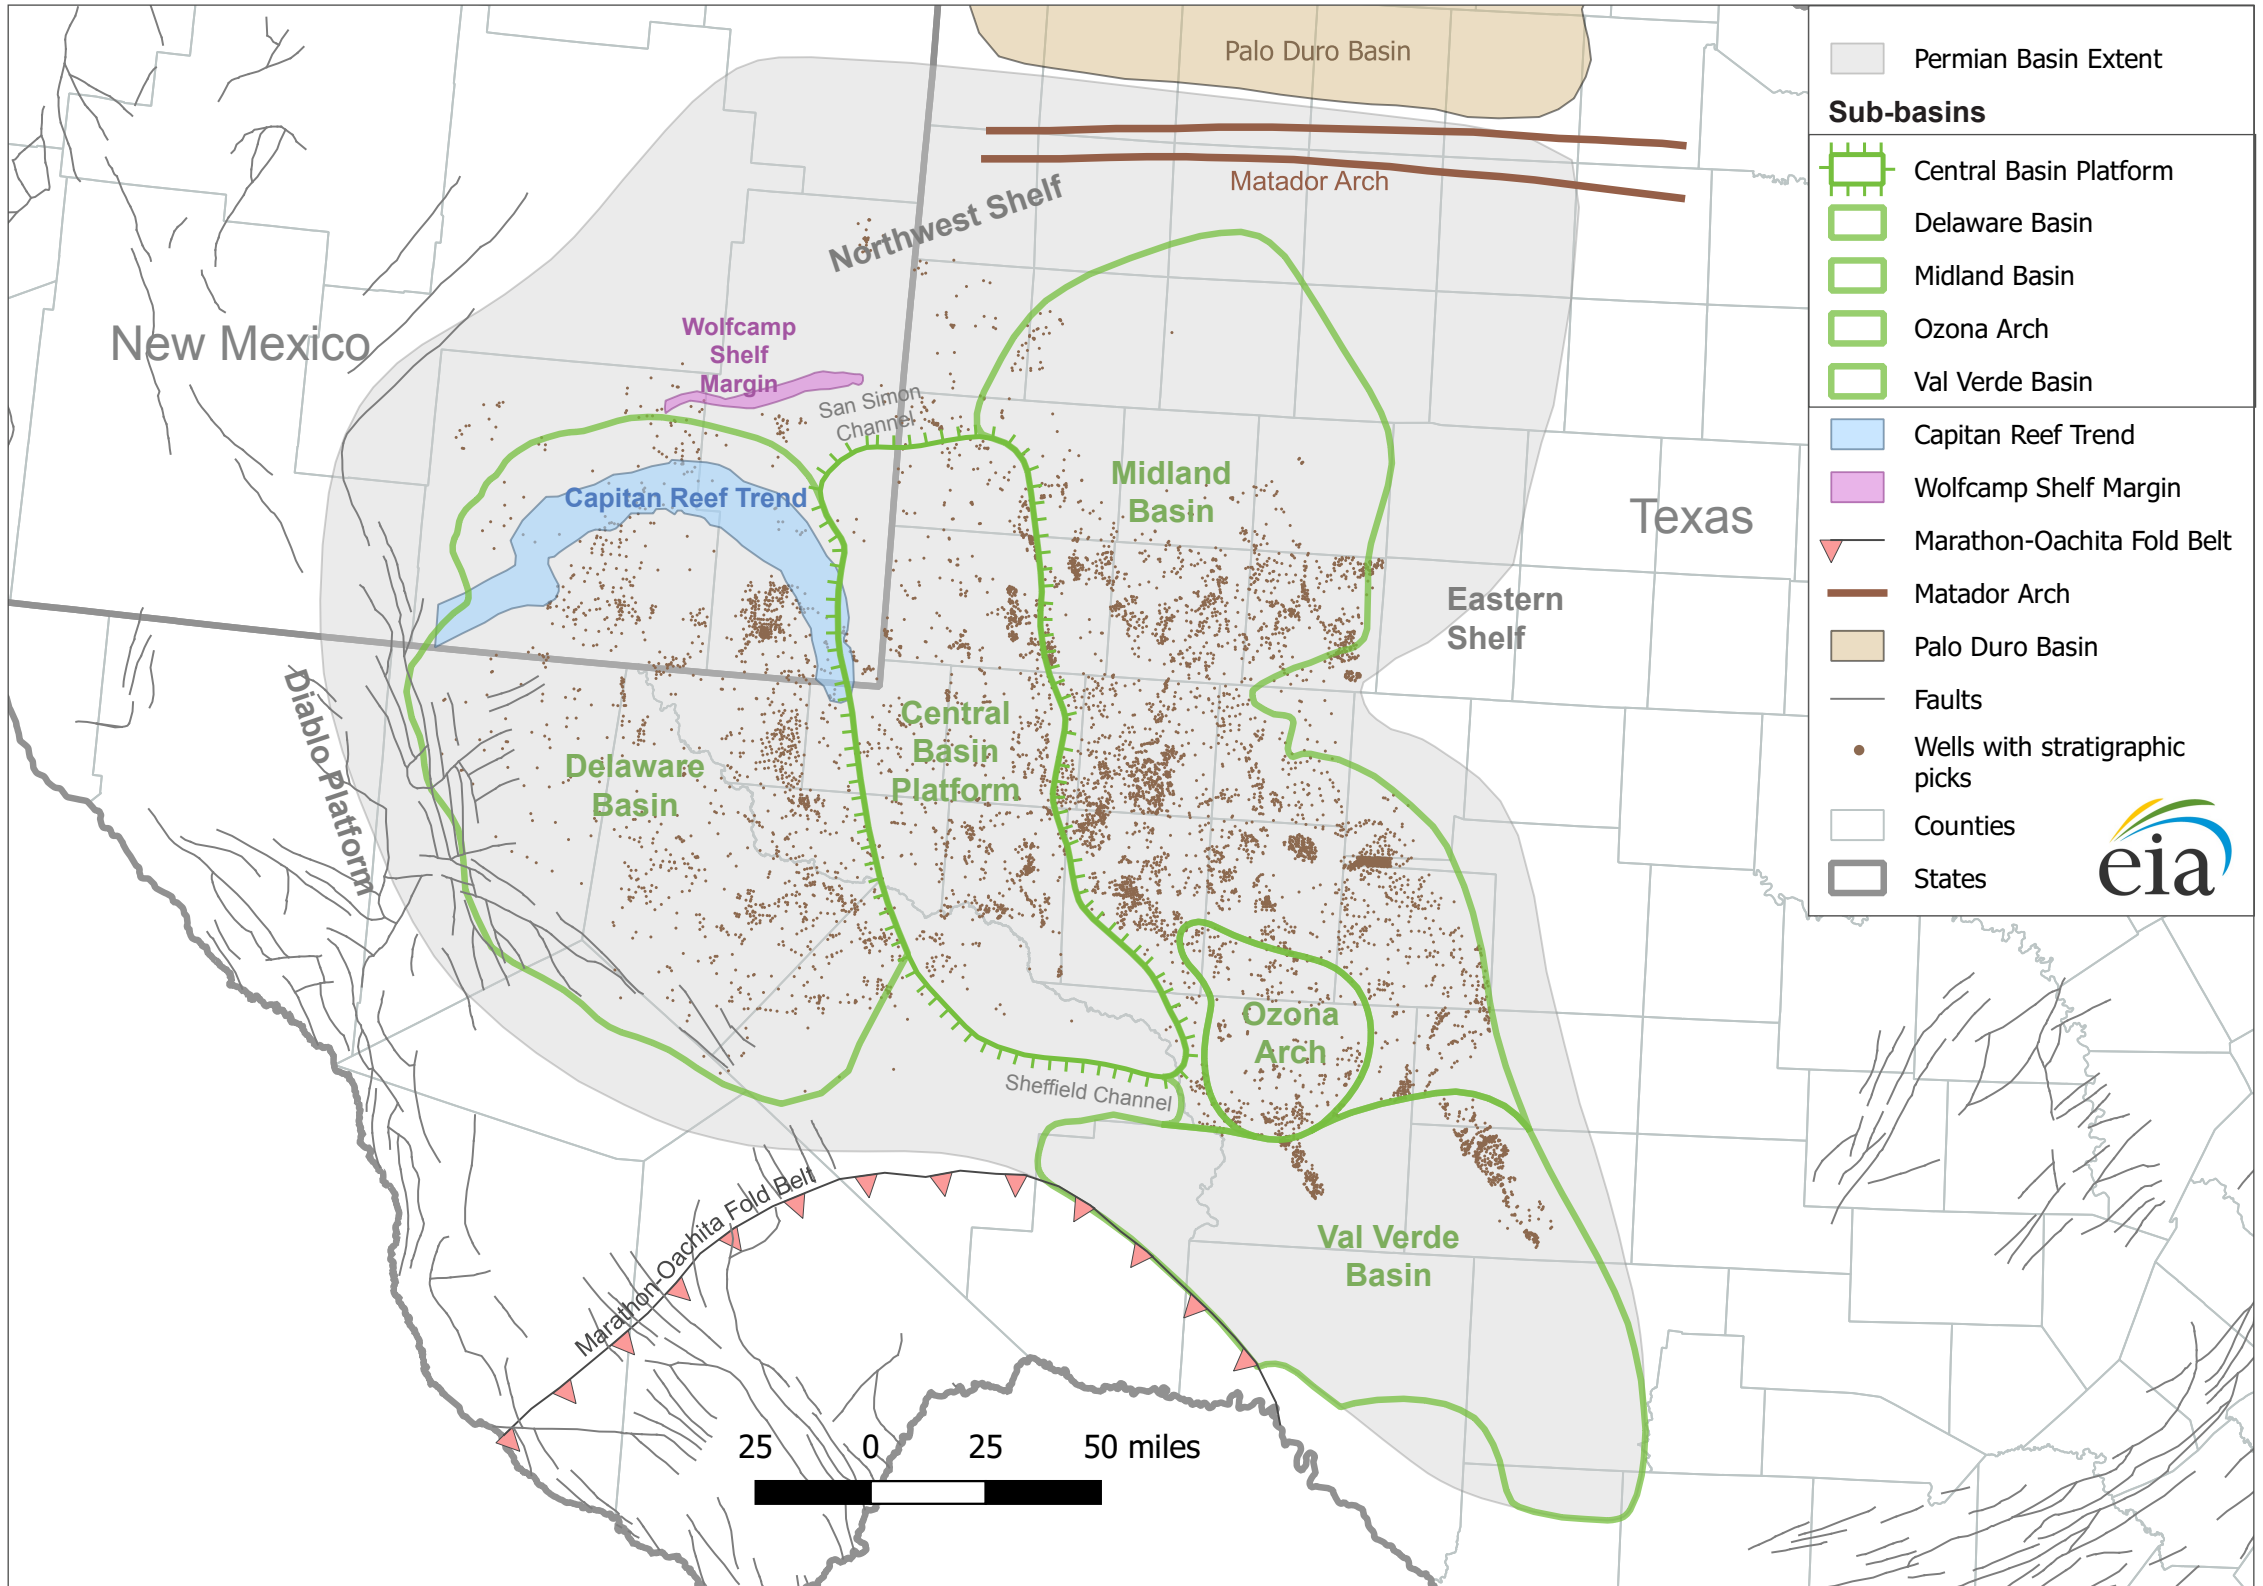 Palo Duro Basin
Matador Arch
Northwest Shelf
New Mexico
Wolfcamp
Shelf
Margin
San Simon
Channel
Capitan Reef Trend
Midland
Basin
Texas
Eastern
Shelf
Diablo Platform
Delaware
Basin
Central
Basin
Platform
Ozona
Arch
Sheffield Channel
Val Verde
Basin
Marathon-Oachita Fold Belt
25 0 25 50 miles
Permian Basin Extent
Sub-basins
Central Basin Platform
Delaware Basin
Midland Basin
Ozona Arch
Val Verde Basin
Capitan Reef Trend
Wolfcamp Shelf Margin
Marathon-Oachita Fold Belt
Matador Arch
Palo Duro Basin
Faults
Wells with stratigraphic
picks
Counties
States
eia